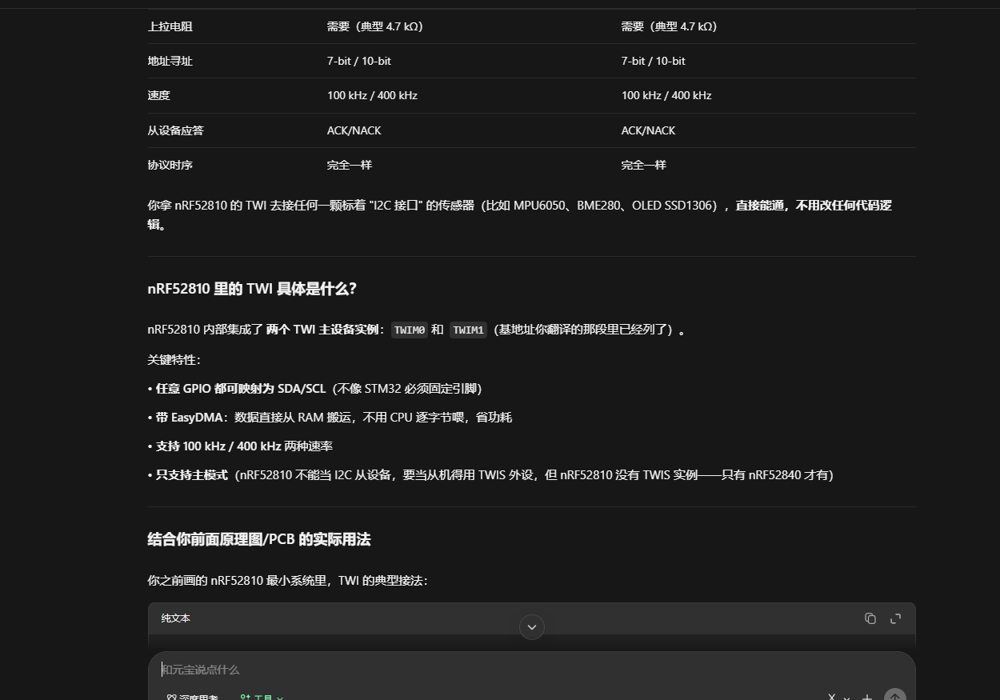 上拉电阻 需要（典型 4.7 kΩ） 需要（典型 4.7 kΩ）
地址寻址 7-bit / 10-bit 7-bit / 10-bit
速度 100 kHz / 400 kHz 100 kHz / 400 kHz
从设备应答 ACK/NACK ACK/NACK
协议时序 完全一样 完全一样
你拿 nRF52810 的 TWI 去接任何一颗标着 "I2C 接口" 的传感器（比如 MPU6050、BME280、OLED SSD1306），直接能通，不用改任何代码逻
辑。
nRF52810 里的 TWI 具体是什么？
nRF52810 内部集成了 两个 TWI 主设备实例： TWIM0 和 TWIM1 （基地址你翻译的那段里已经列了）。
关键特性：
• 任意 GPIO 都可映射为 SDA/SCL（不像 STM32 必须固定引脚）
• 带 EasyDMA：数据直接从 RAM 搬运，不用 CPU 逐字节喂，省功耗
• 支持 100 kHz / 400 kHz 两种速率
• 只支持主模式（nRF52810 不能当 I2C 从设备，要当从机得用 TWIS 外设，但 nRF52810 没有 TWIS 实例——只有 nRF52840 才有）
结合你前面原理图/PCB 的实际用法
你之前画的 nRF52810 最小系统里，TWI 的典型接法：
纯文本
和元宝说点什么
深度思考 工具